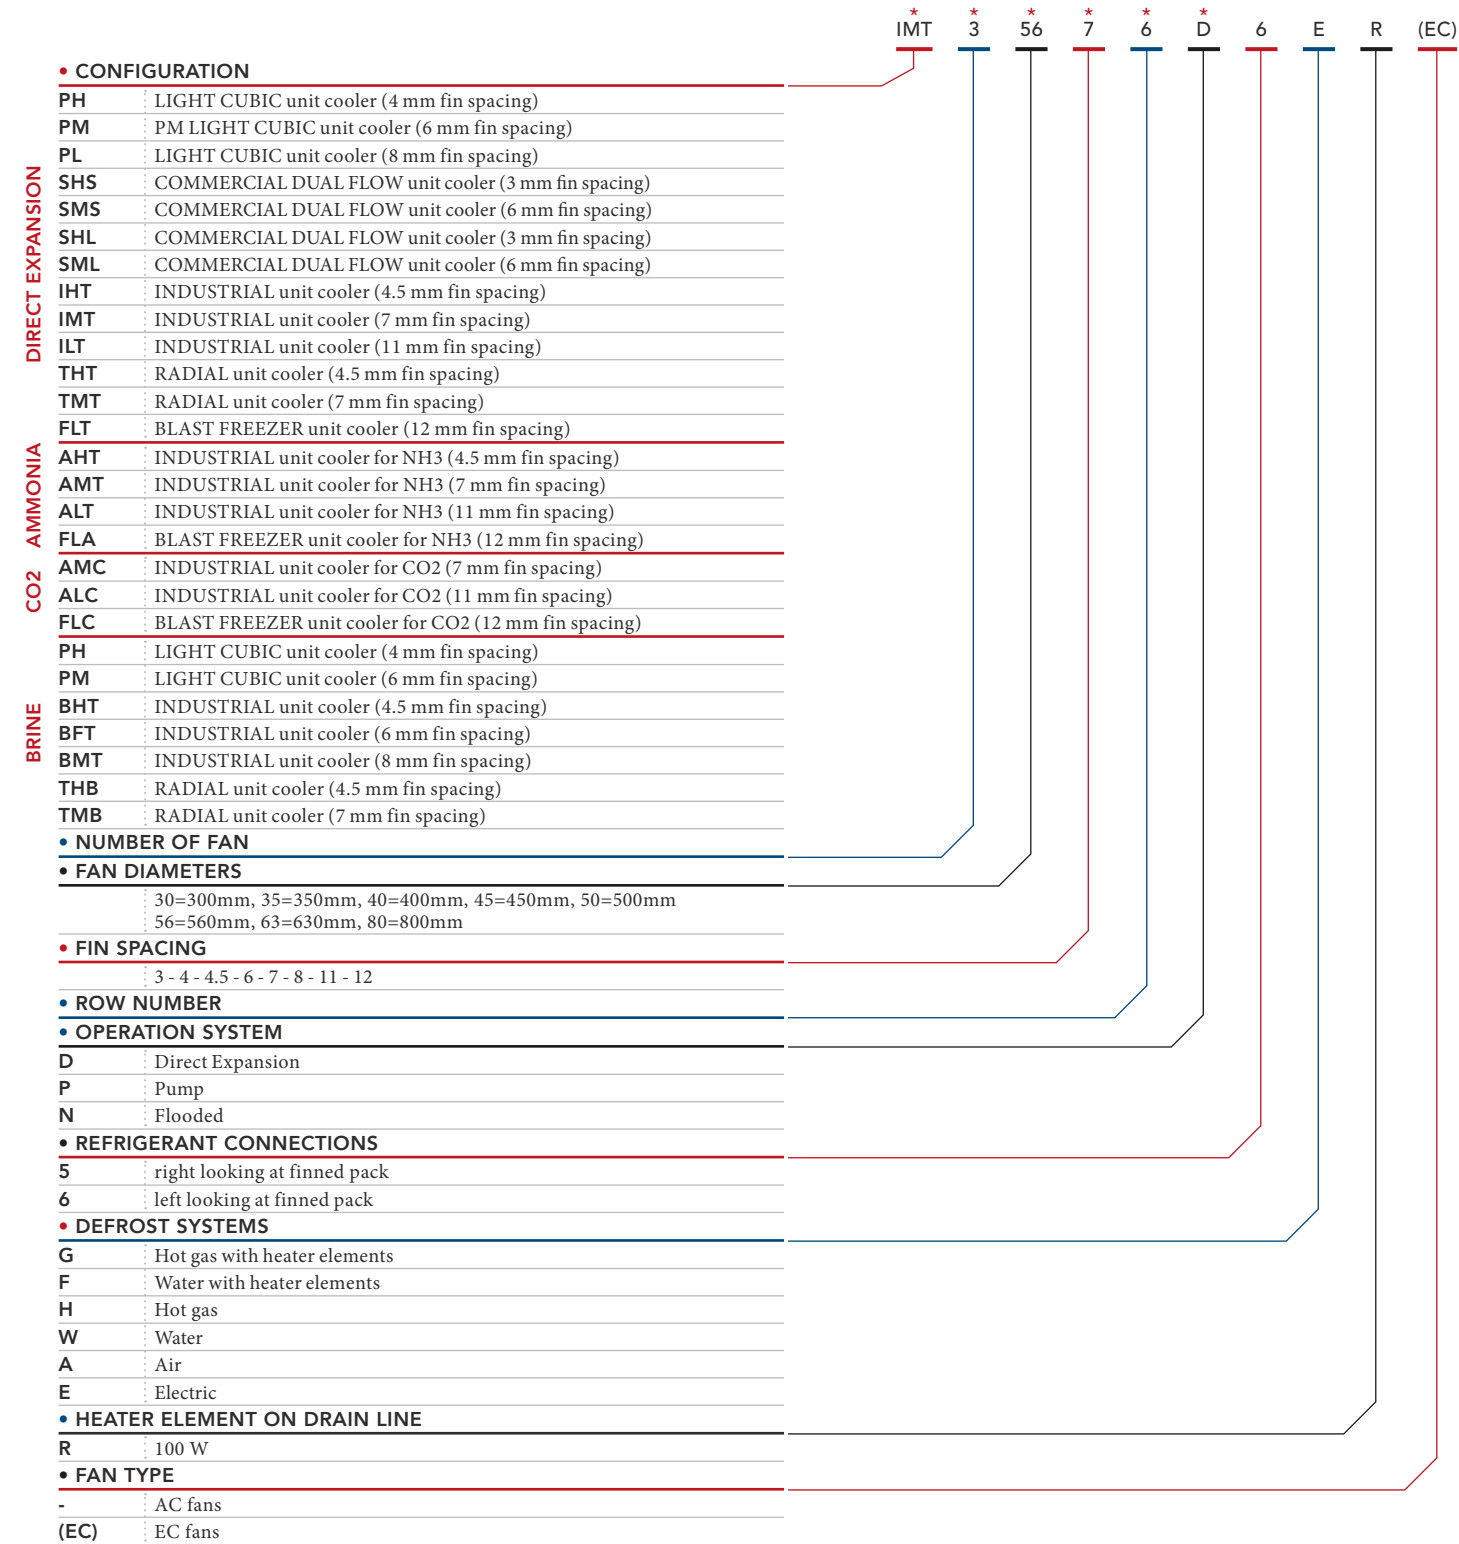 * * * * * *
IMT 3 56 7 6 D 6 E R (EC)
• CONFIGURATION
DIRECT EXPANSION
PH LIGHT CUBIC unit cooler (4 mm fin spacing)
PM PM LIGHT CUBIC unit cooler (6 mm fin spacing)
PL LIGHT CUBIC unit cooler (8 mm fin spacing)
SHS COMMERCIAL DUAL FLOW unit cooler (3 mm fin spacing)
SMS COMMERCIAL DUAL FLOW unit cooler (6 mm fin spacing)
SHL COMMERCIAL DUAL FLOW unit cooler (3 mm fin spacing)
SML COMMERCIAL DUAL FLOW unit cooler (6 mm fin spacing)
IHT INDUSTRIAL unit cooler (4.5 mm fin spacing)
IMT INDUSTRIAL unit cooler (7 mm fin spacing)
ILT INDUSTRIAL unit cooler (11 mm fin spacing)
THT RADIAL unit cooler (4.5 mm fin spacing)
TMT RADIAL unit cooler (7 mm fin spacing)
FLT BLAST FREEZER unit cooler (12 mm fin spacing)
AMMONIA
AHT INDUSTRIAL unit cooler for NH3 (4.5 mm fin spacing)
AMT INDUSTRIAL unit cooler for NH3 (7 mm fin spacing)
ALT INDUSTRIAL unit cooler for NH3 (11 mm fin spacing)
FLA BLAST FREEZER unit cooler for NH3 (12 mm fin spacing)
CO2
AMC INDUSTRIAL unit cooler for CO2 (7 mm fin spacing)
ALC INDUSTRIAL unit cooler for CO2 (11 mm fin spacing)
FLC BLAST FREEZER unit cooler for CO2 (12 mm fin spacing)
BRINE
PH LIGHT CUBIC unit cooler (4 mm fin spacing)
PM LIGHT CUBIC unit cooler (6 mm fin spacing)
BHT INDUSTRIAL unit cooler (4.5 mm fin spacing)
BFT INDUSTRIAL unit cooler (6 mm fin spacing)
BMT INDUSTRIAL unit cooler (8 mm fin spacing)
THB RADIAL unit cooler (4.5 mm fin spacing)
TMB RADIAL unit cooler (7 mm fin spacing)
• NUMBER OF FAN
• FAN DIAMETERS
30=300mm, 35=350mm, 40=400mm, 45=450mm, 50=500mm
56=560mm, 63=630mm, 80=800mm
• FIN SPACING
3 - 4 - 4.5 - 6 - 7 - 8 - 11 - 12
• ROW NUMBER
• OPERATION SYSTEM
D Direct Expansion
P Pump
N Flooded
• REFRIGERANT CONNECTIONS
5 right looking at finned pack
6 left looking at finned pack
• DEFROST SYSTEMS
G Hot gas with heater elements
F Water with heater elements
H Hot gas
W Water
A Air
E Electric
• HEATER ELEMENT ON DRAIN LINE
R 100 W
• FAN TYPE
- AC fans
(EC) EC fans